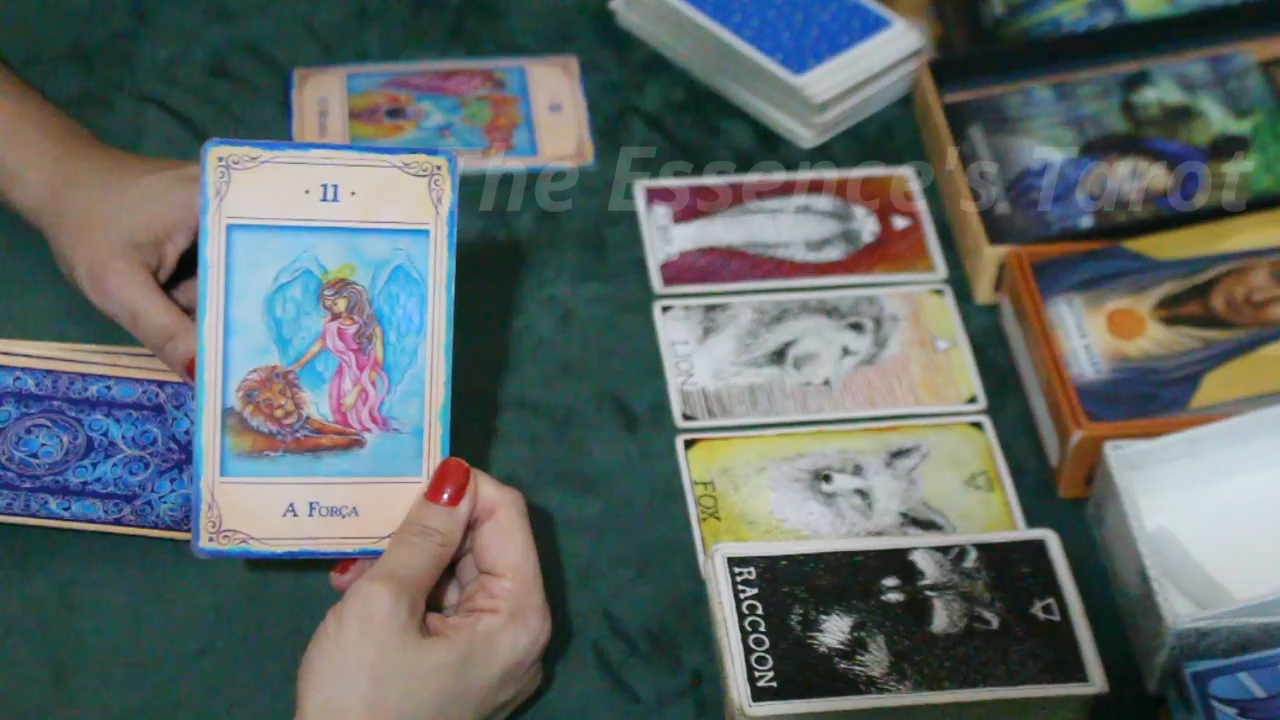 The Essence's Tarot
· 11 ·
A FORÇA
LION
FOX
RACCOON